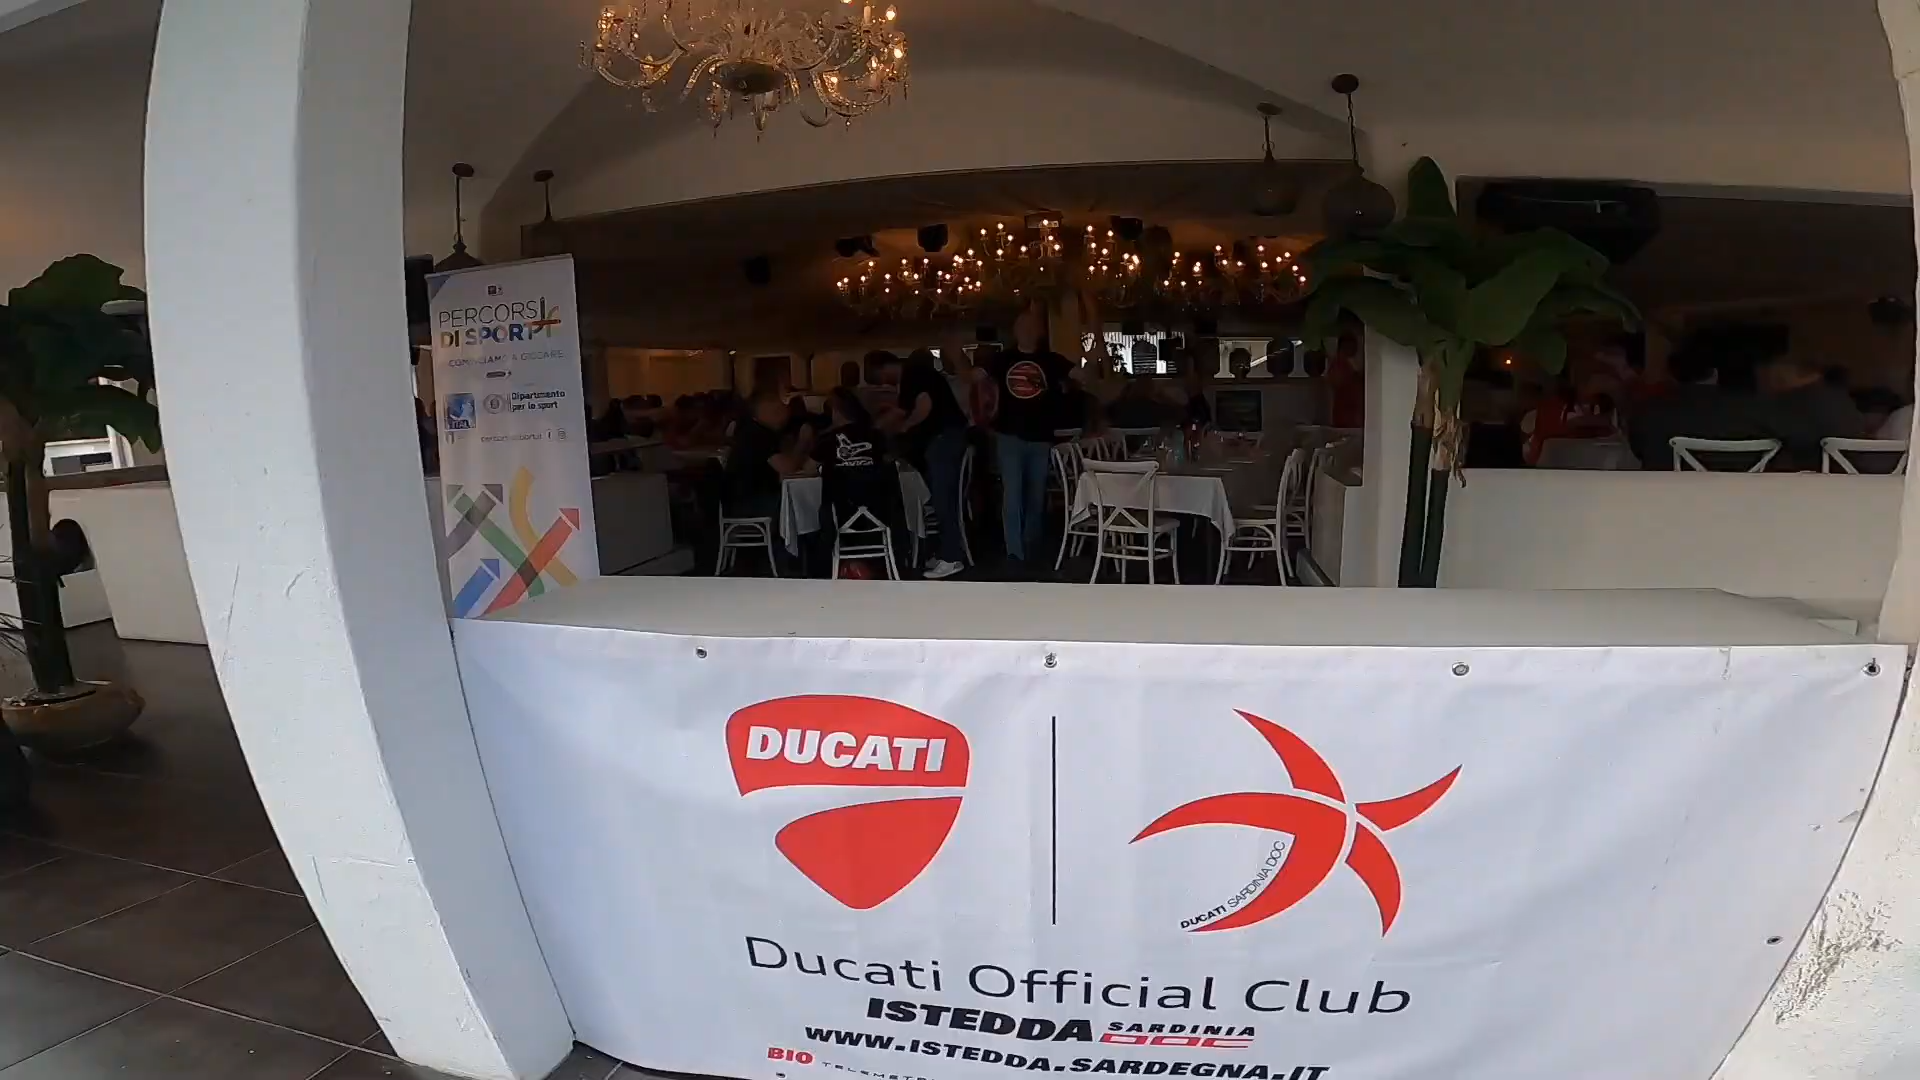 PERCORSI
DI SPORT
COMINCIAMO A GIOCARE
Dipartimento
per lo sport
DUCATI
DUCATI SARDINIA DOC
Ducati Official Club
ISTEDDA SARDINIA DOC
WWW.ISTEDDA.SARDEGNA.IT
BIO